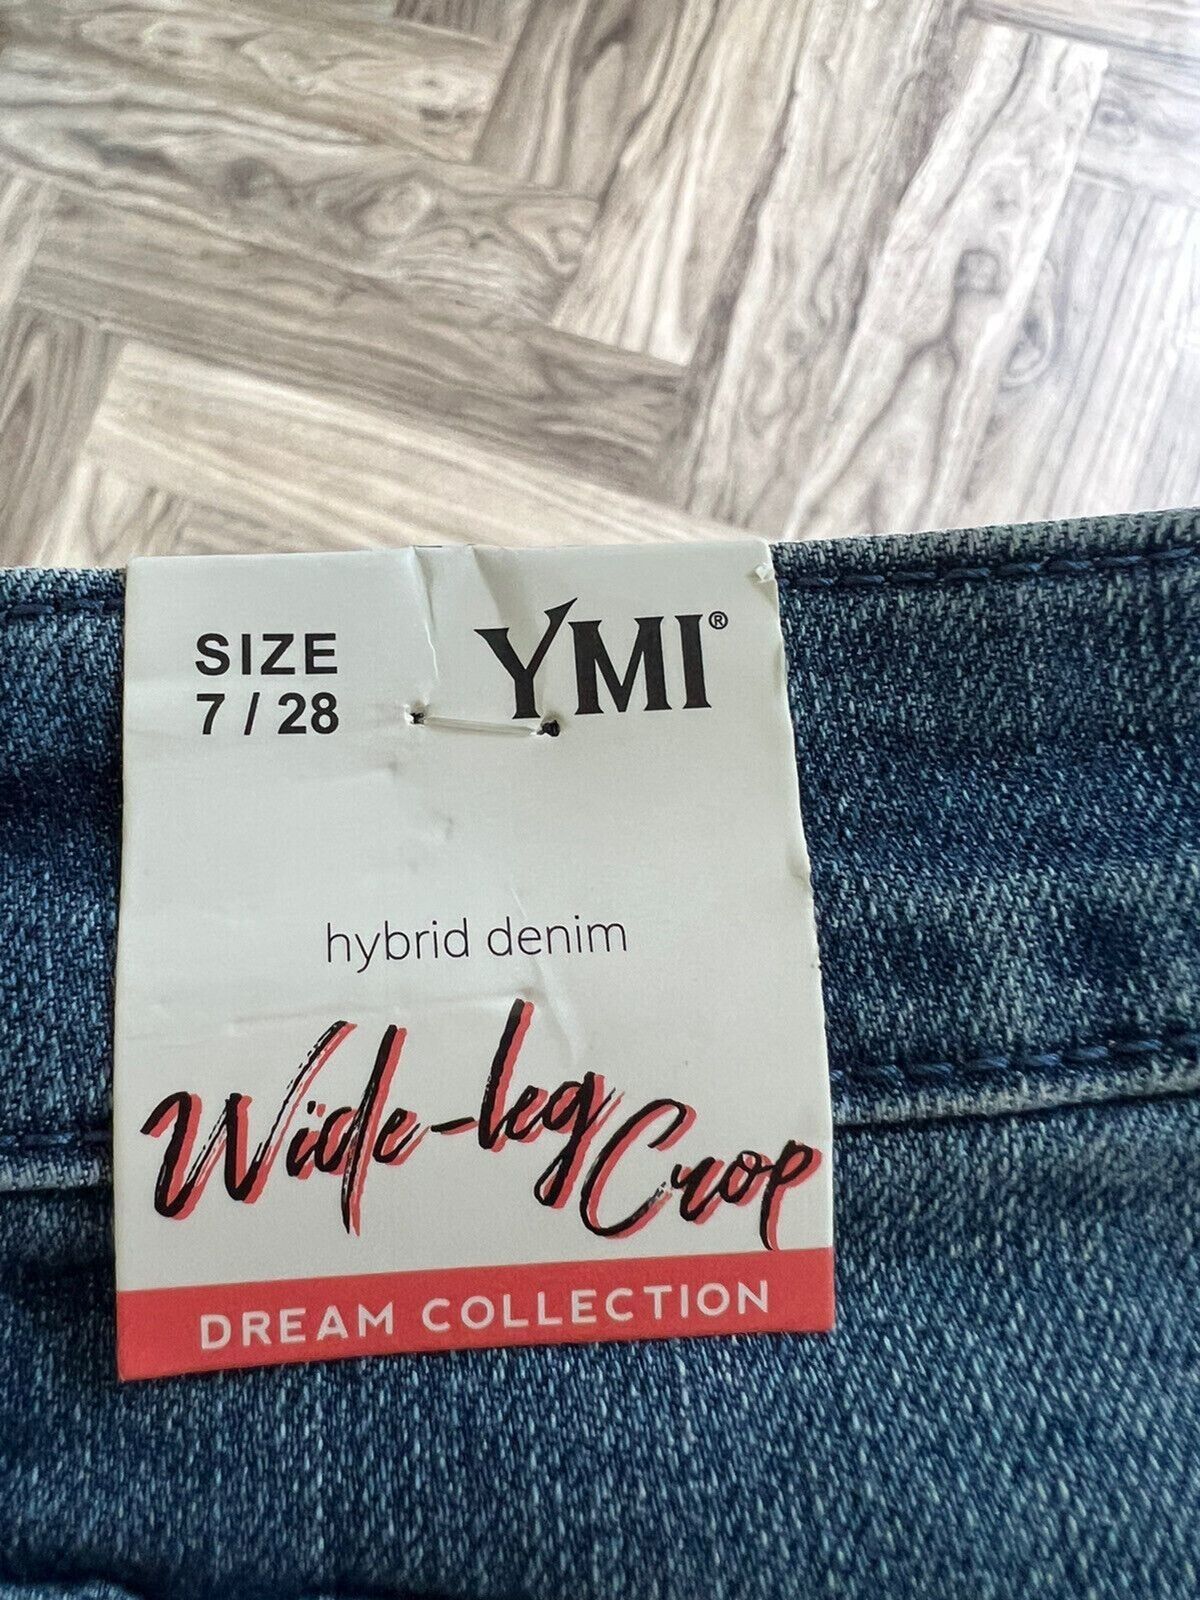 SIZE
7 / 28
YMI®
hybrid denim
Wide-leg
Crop
DREAM COLLECTION